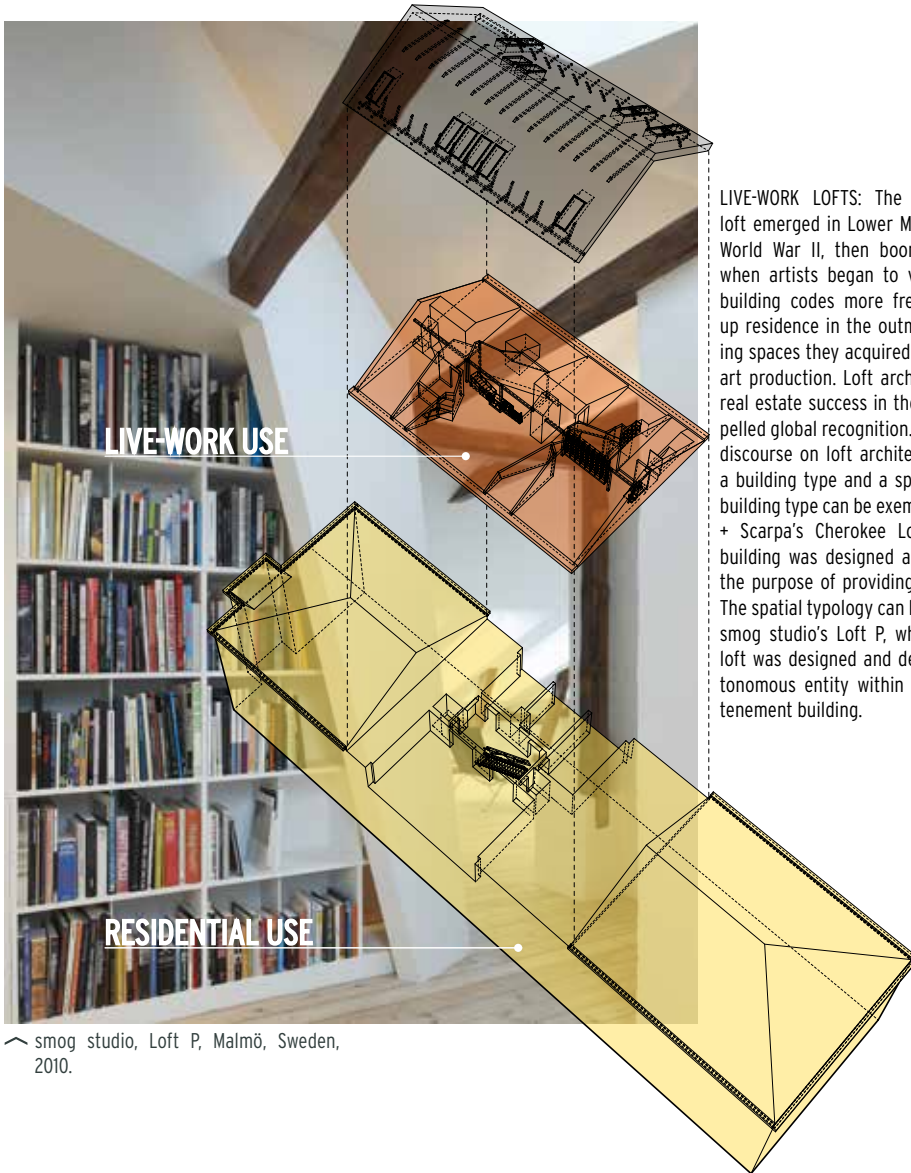 LIVE-WORK LOFTS: The
loft emerged in Lower M
World War II, then boor
when artists began to v
building codes more fre
up residence in the outn
ing spaces they acquired
art production. Loft arch
real estate success in the
pelled global recognition.
discourse on loft archite
a building type and a sp
building type can be exem
+ Scarpa's Cherokee Lo
building was designed a
the purpose of providing
The spatial typology can l
smog studio's Loft P, wh
loft was designed and de
tonomous entity within
tenement building.
LIVE-WORK USE
RESIDENTIAL USE
smog studio, Loft P, Malmö, Sweden,
2010.